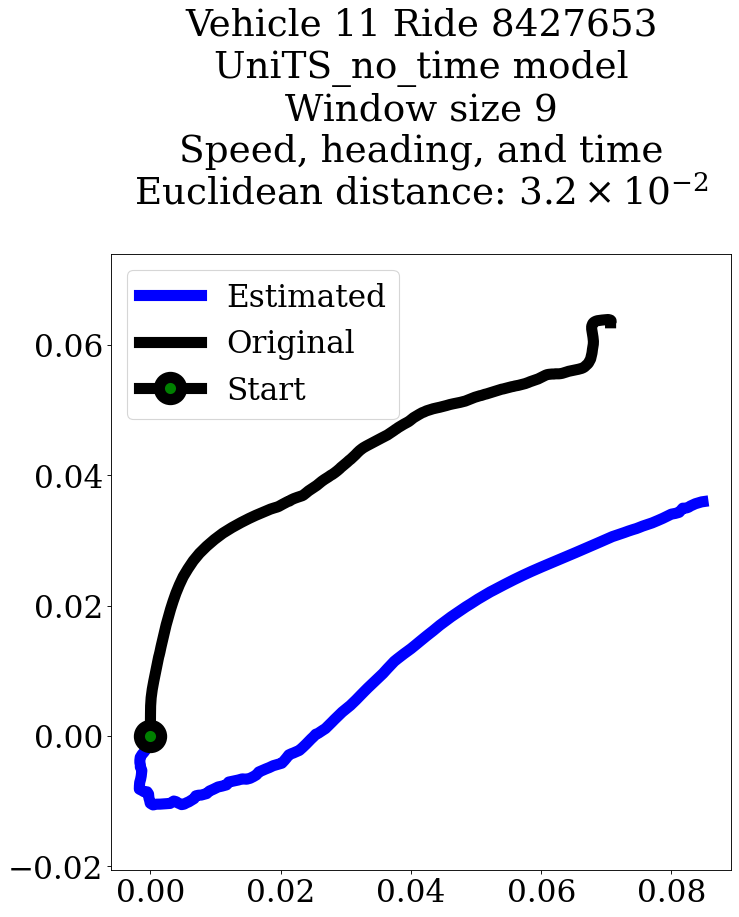 Vehicle 11 Ride 8427653
UniTS_no_time model
Window size 9
Speed, heading, and time
Euclidean distance: 3.2 × 10⁻²
Estimated
Original
Start
0.06
0.04
0.02
0.00
−0.02
0.00 0.02 0.04 0.06 0.08